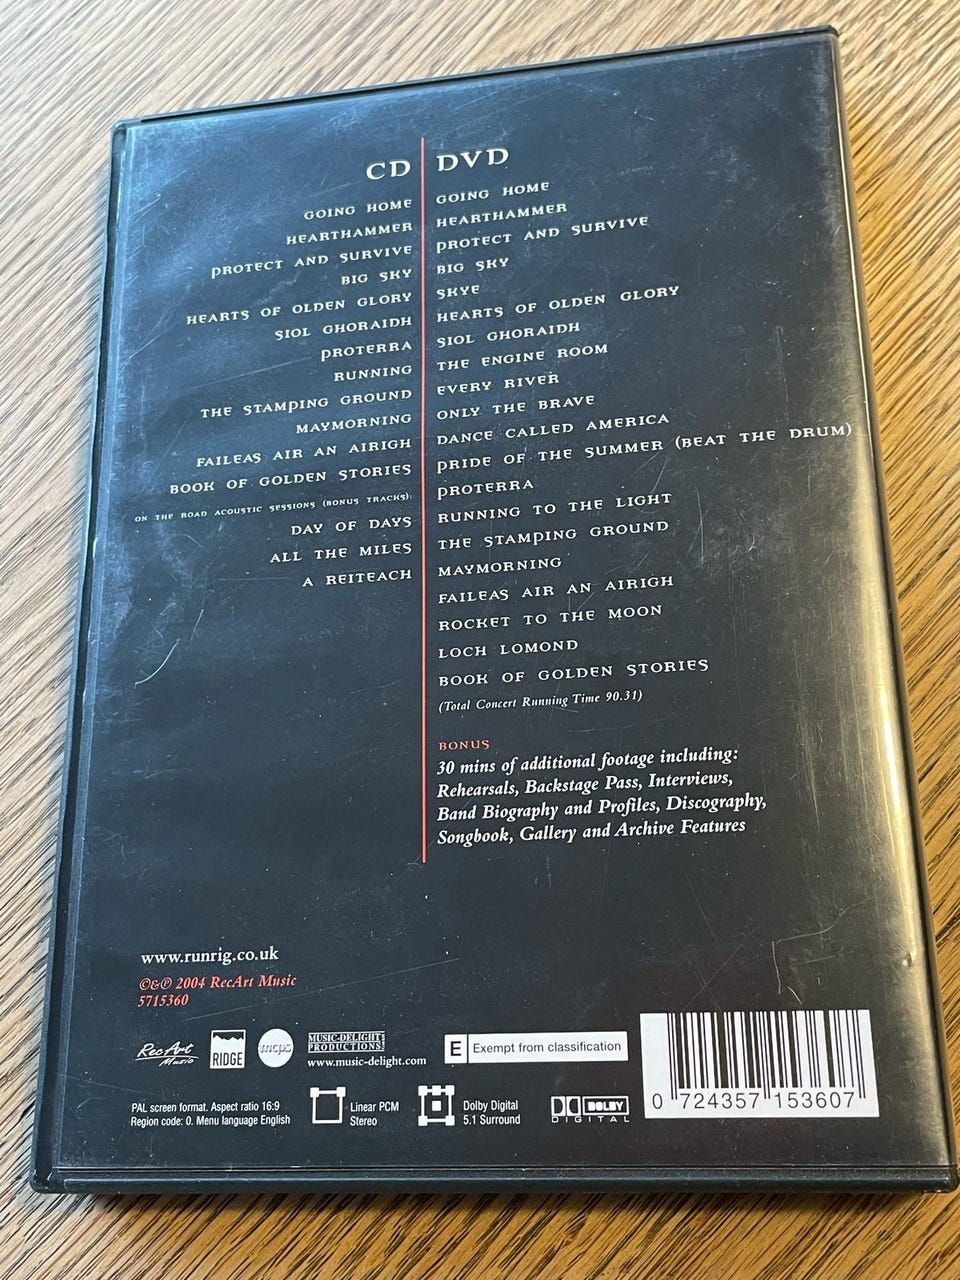 CD
GOING HOME
HEARTHAMMER
PROTECT AND SURVIVE
BIG SKY
HEARTS OF OLDEN GLORY
SIOL GHORAIDH
PROTERRA
RUNNING
THE STAMPING GROUND
MAYMORNING
FAILEAS AIR AN AIRIGH
BOOK OF GOLDEN STORIES
ON THE ROAD ACOUSTIC SESSIONS (BONUS TRACKS):
DAY OF DAYS
ALL THE MILES
A REITEACH
DVD
GOING HOME
HEARTHAMMER
PROTECT AND SURVIVE
BIG SKY
SKYE
HEARTS OF OLDEN GLORY
SIOL GHORAIDH
THE ENGINE ROOM
EVERY RIVER
ONLY THE BRAVE
DANCE CALLED AMERICA
PRIDE OF THE SUMMER (BEAT THE DRUM)
PROTERRA
RUNNING TO THE LIGHT
THE STAMPING GROUND
MAYMORNING
FAILEAS AIR AN AIRIGH
ROCKET TO THE MOON
LOCH LOMOND
BOOK OF GOLDEN STORIES
(Total Concert Running Time 90.31)
BONUS
30 mins of additional footage including:
Rehearsals, Backstage Pass, Interviews,
Band Biography and Profiles, Discography,
Songbook, Gallery and Archive Features
www.runrig.co.uk
©&℗ 2004 RecArt Music
5715360
RecArt
Music
RIDGE
mcps
MUSIC-DELIGHT
PRODUCTIONS
www.music-delight.com
E Exempt from classification
PAL screen format. Aspect ratio 16:9
Region code: 0. Menu language English
Linear PCM
Stereo
Dolby Digital
5.1 Surround
DOLBY
DIGITAL
0 724357 153607